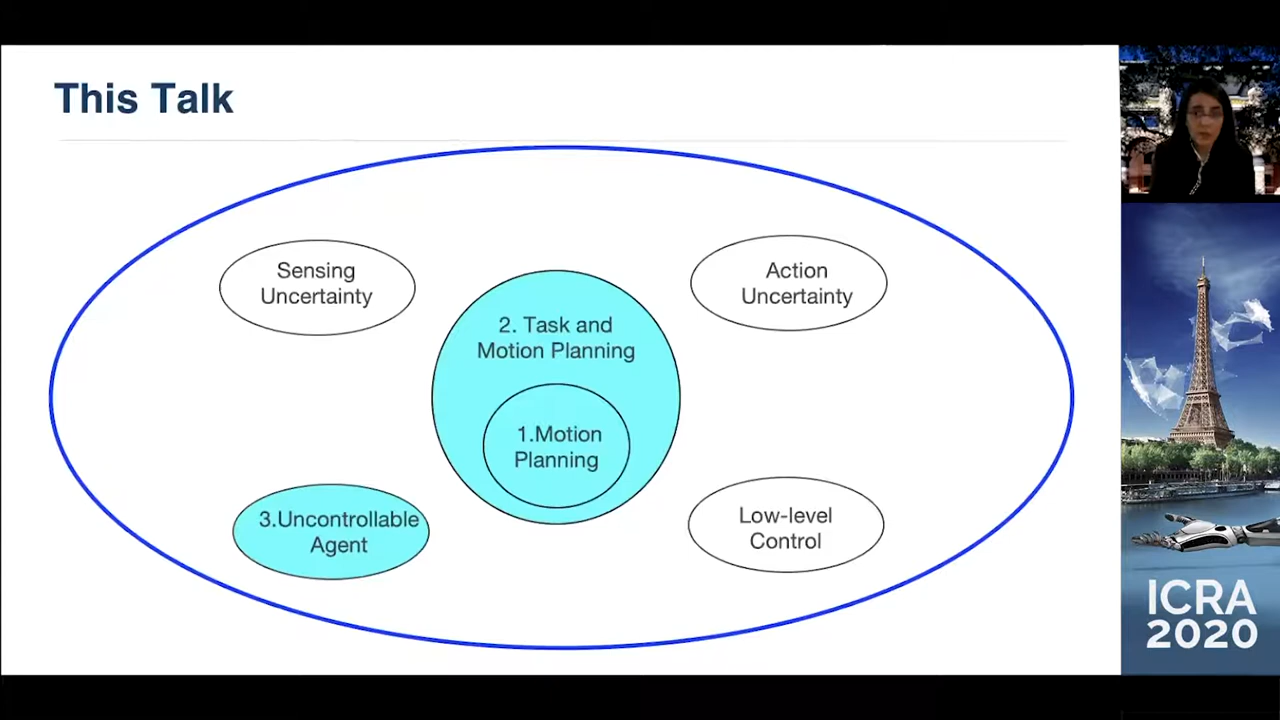 This Talk
Sensing
Uncertainty
Action
Uncertainty
2. Task and
Motion Planning
1.Motion
Planning
3.Uncontrollable
Agent
Low-level
Control
ICRA
2020